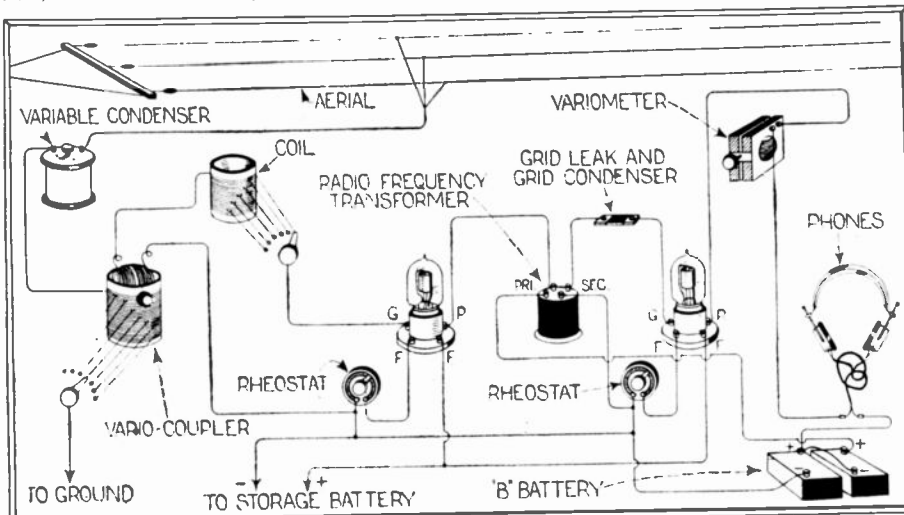 AERIAL
VARIABLE CONDENSER
VARIOMETER
COIL
GRID LEAK AND
GRID CONDENSER
RADIO FREQUENCY
TRANSFORMER
PHONES
PRI. SEC.
G P
G P
F F
F F
RHEOSTAT
RHEOSTAT
VARIO-COUPLER
+ +
- +
TO GROUND
TO STORAGE BATTERY
"B" BATTERY